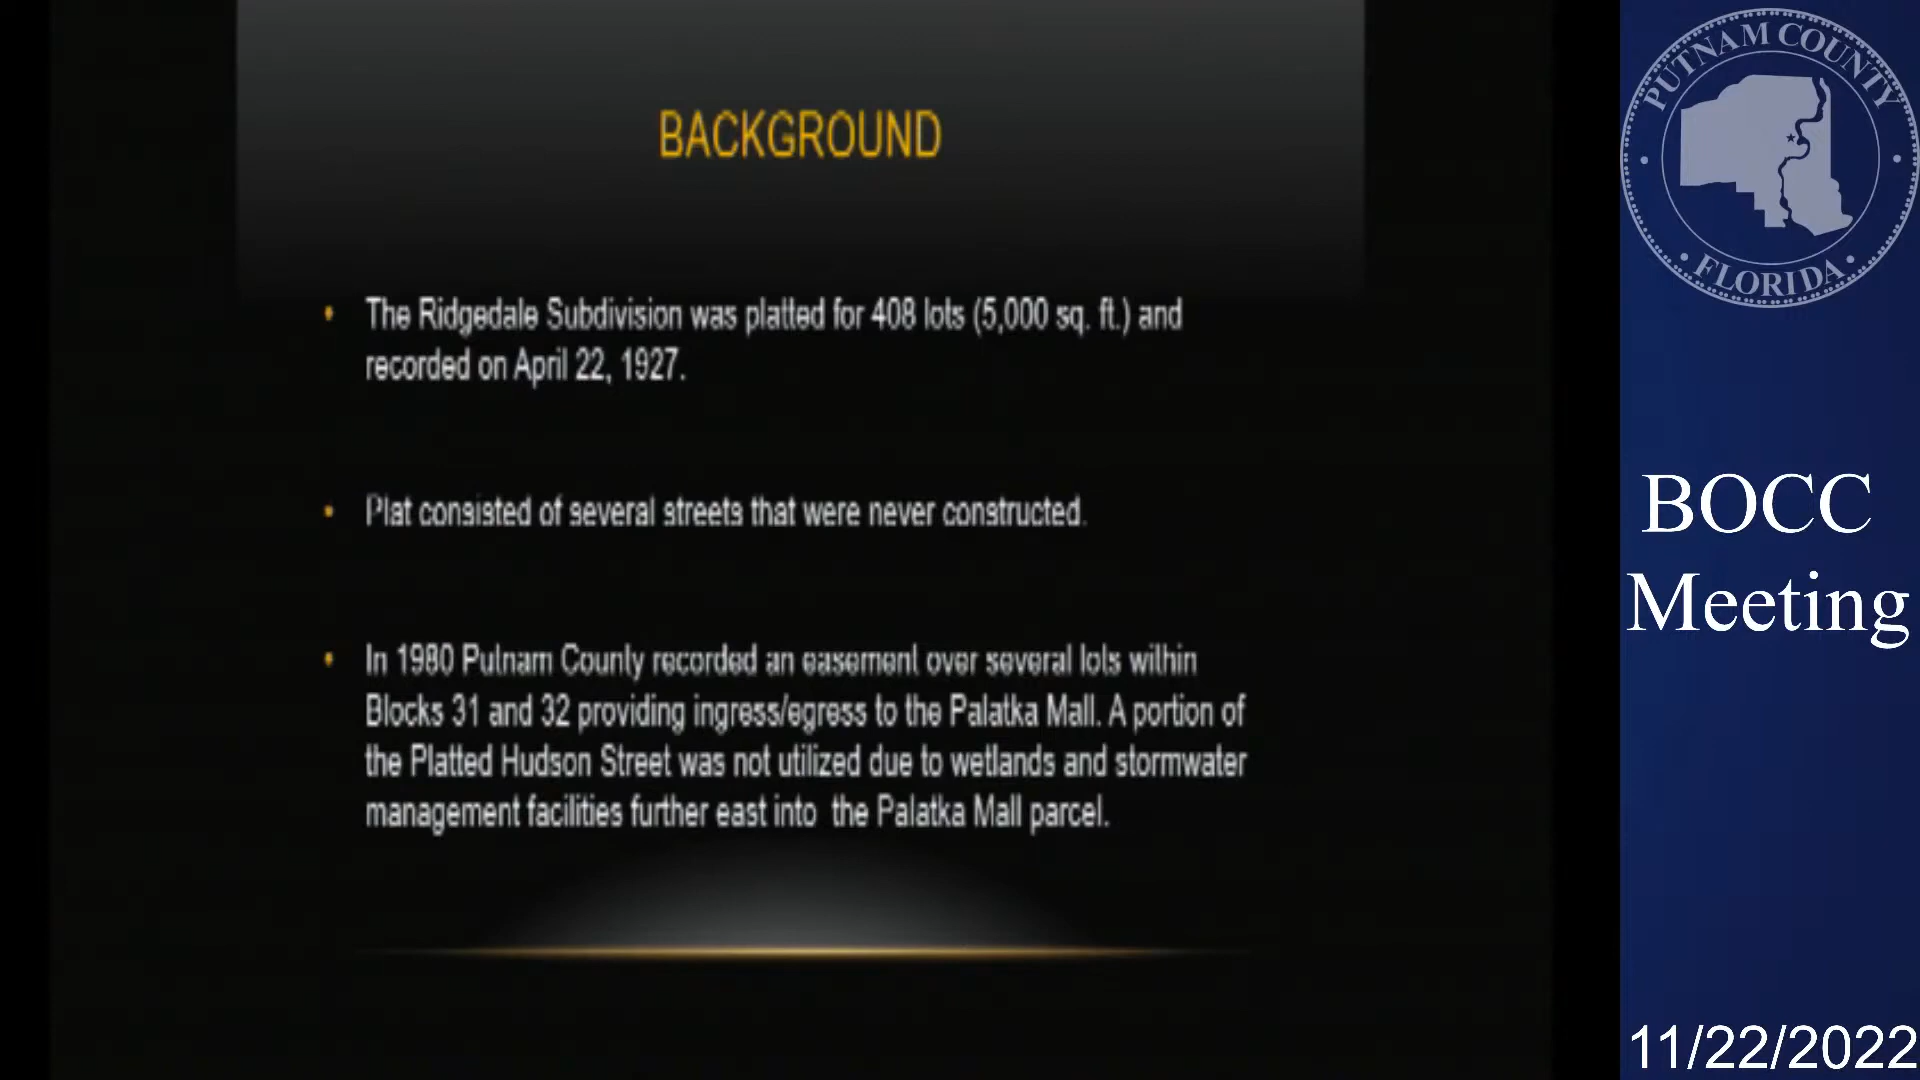 BACKGROUND
• The Ridgedale Subdivision was platted for 408 lots (5,000 sq. ft.) and
recorded on April 22, 1927.
• Plat consisted of several streets that were never constructed.
• In 1980 Putnam County recorded an easement over several lots within
Blocks 31 and 32 providing ingress/egress to the Palatka Mall. A portion of
the Platted Hudson Street was not utilized due to wetlands and stormwater
management facilities further east into the Palatka Mall parcel.
PUTNAM COUNTY
FLORIDA
BOCC
Meeting
11/22/2022